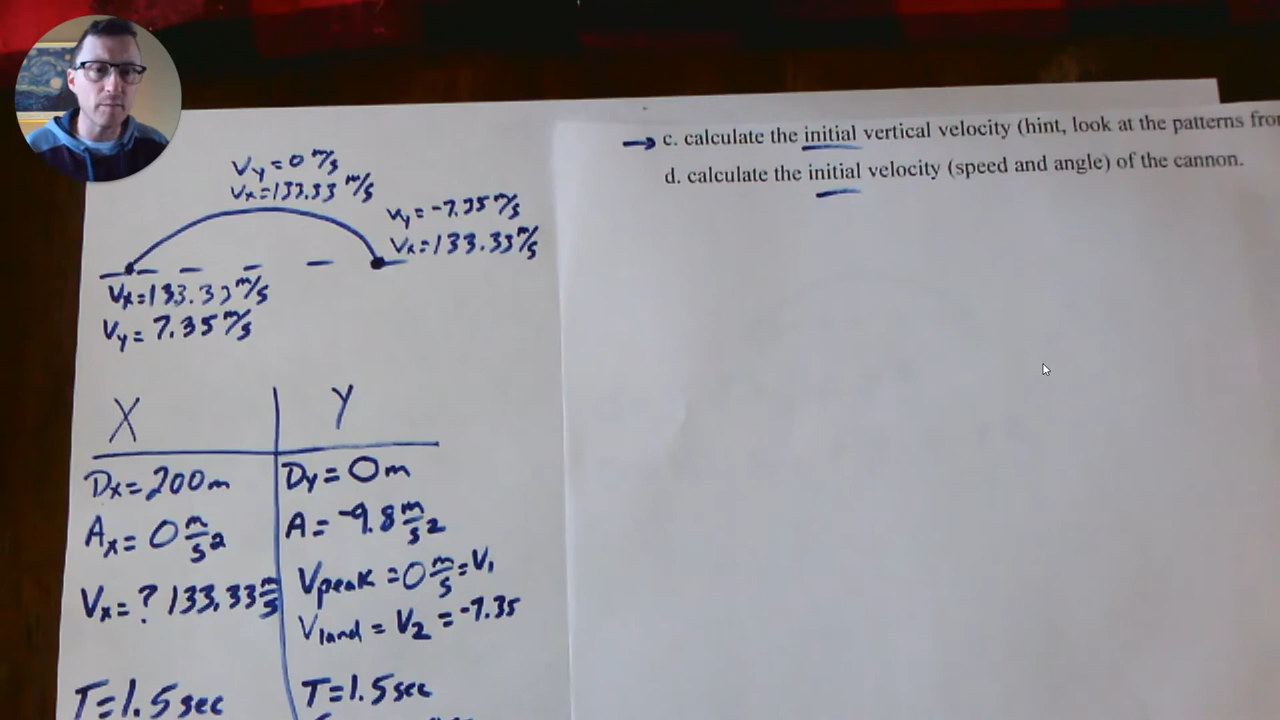 Vy = 0 m/s
Vx = 133.33 m/s
Vy = -7.35 m/s
Vx = 133.33 m/s
Vx = 133.33 m/s
Vy = 7.35 m/s
X
Y
Dx = 200m
Dy = 0m
Ax = 0 m/s2
A = -9.8 m/s2
Vx = ? 133.33 m/s
Vpeak = 0 m/s = V1
Vland = V2 = -7.35
T = 1.5 sec
T = 1.5 sec
→ c. calculate the initial vertical velocity (hint, look at the patterns
d. calculate the initial velocity (speed and angle) of the cannon.